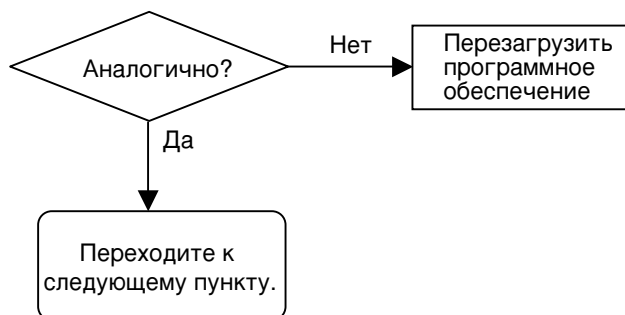 Аналогично?
Нет
Перезагрузить
программное
обеспечение
Да
Переходите к
следующему пункту.